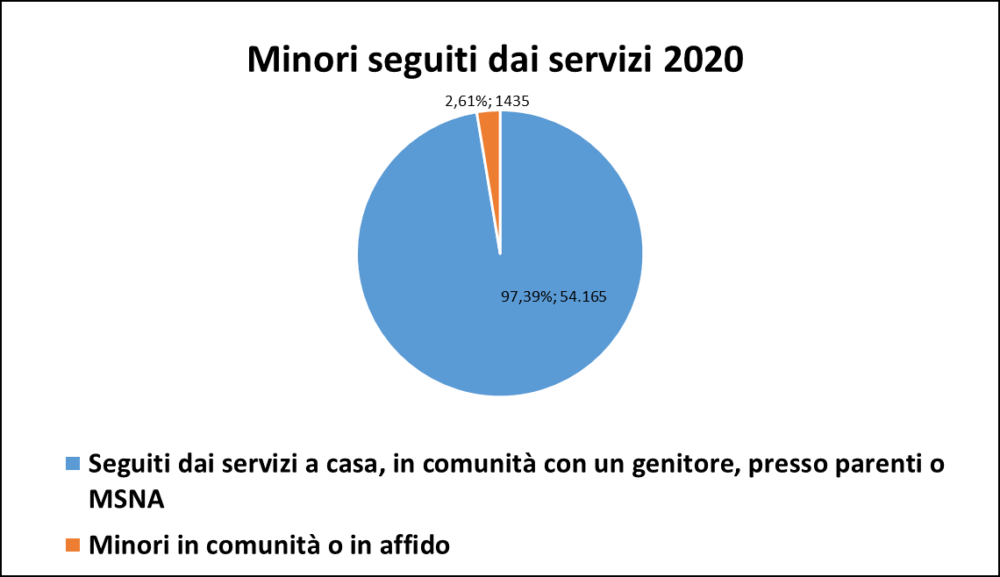 Minori seguiti dai servizi 2020
2,61%; 1435
97,39%; 54.165
Seguiti dai servizi a casa, in comunità con un genitore, presso parenti o
MSNA
Minori in comunità o in affido